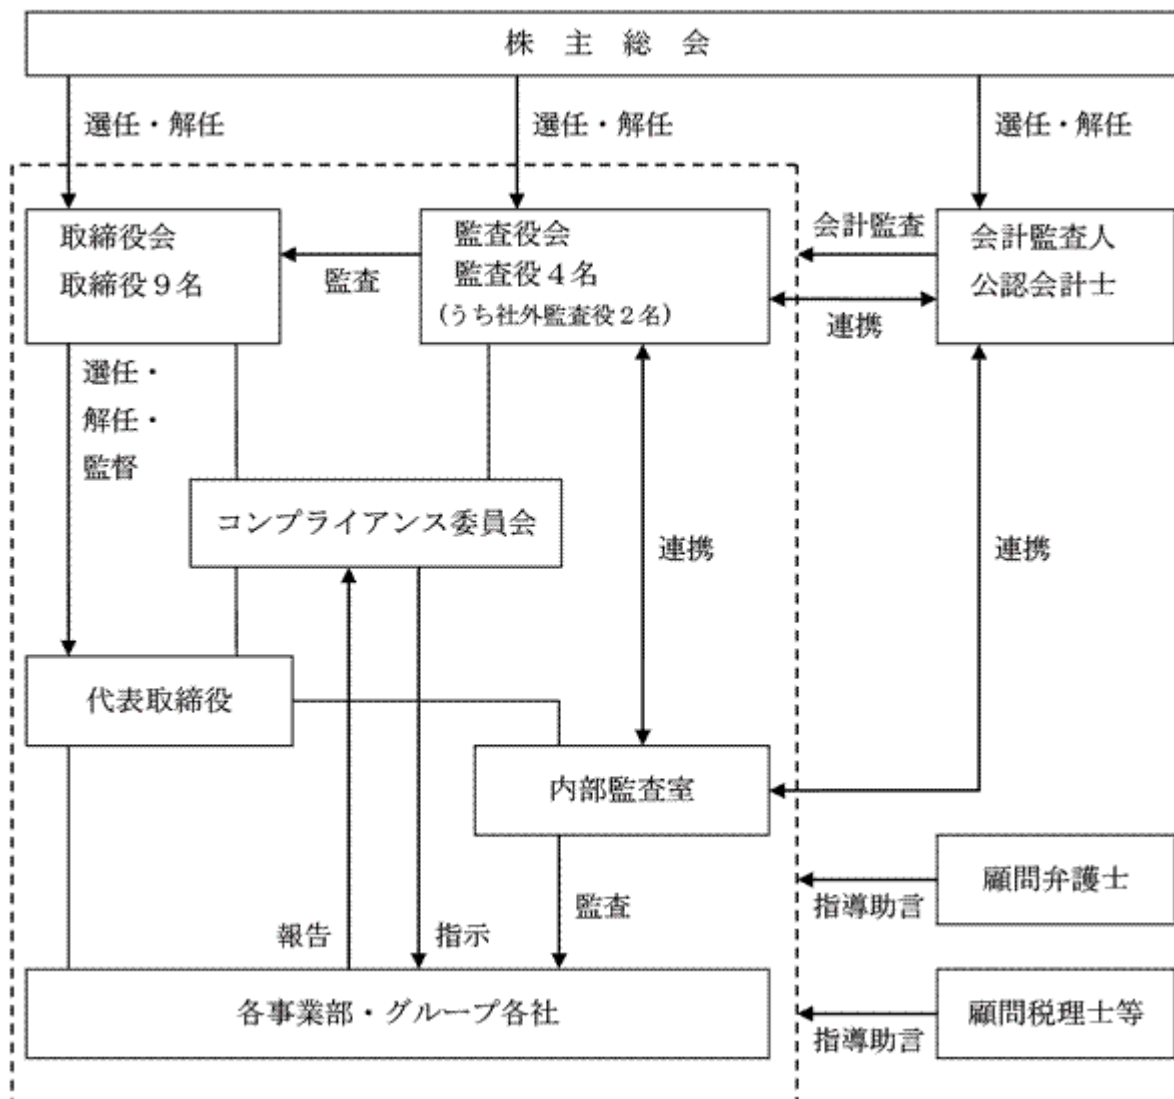 株 主 総 会
選任・解任
選任・解任
選任・解任
取締役会
取締役９名
監査
監査役会
監査役４名
(うち社外監査役２名)
会計監査
連携
会計監査人
公認会計士
選任・
解任・
監督
コンプライアンス委員会
連携
連携
代表取締役
内部監査室
顧問弁護士
指導助言
報告
指示
監査
各事業部・グループ各社
顧問税理士等
指導助言